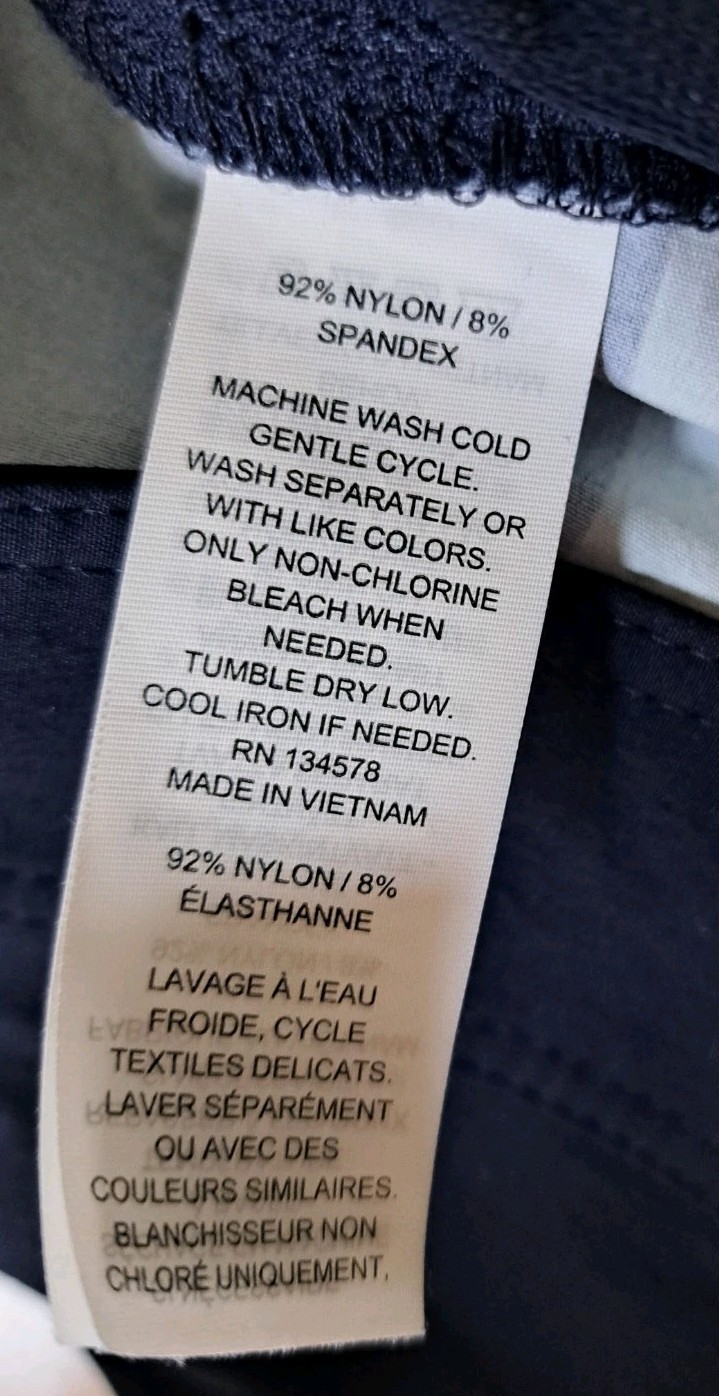 92% NYLON / 8%
SPANDEX
MACHINE WASH COLD
GENTLE CYCLE.
WASH SEPARATELY OR
WITH LIKE COLORS.
ONLY NON-CHLORINE
BLEACH WHEN
NEEDED.
TUMBLE DRY LOW.
COOL IRON IF NEEDED.
RN 134578
MADE IN VIETNAM
92% NYLON / 8%
ÉLASTHANNE
LAVAGE À L'EAU
FROIDE, CYCLE
TEXTILES DELICATS.
LAVER SÉPARÉMENT
OU AVEC DES
COULEURS SIMILAIRES.
BLANCHISSEUR NON
CHLORÉ UNIQUEMENT,